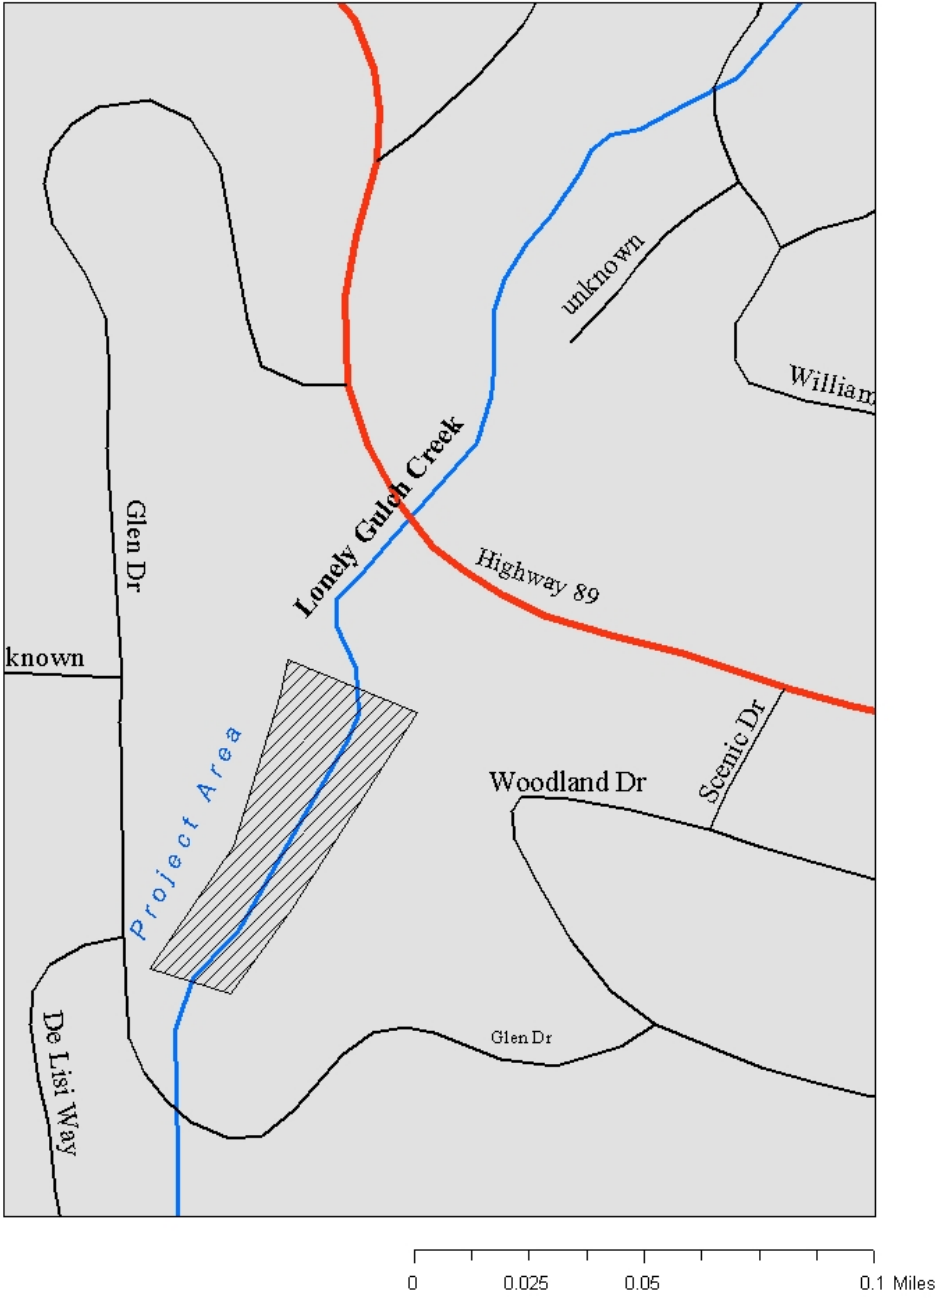 unknown
William
Lonely Gulch Creek
Glen Dr
Highway 89
known
Scenic Dr
Project Area
Woodland Dr
De Lisi Way
Glen Dr
0 0.025 0.05 0.1 Miles